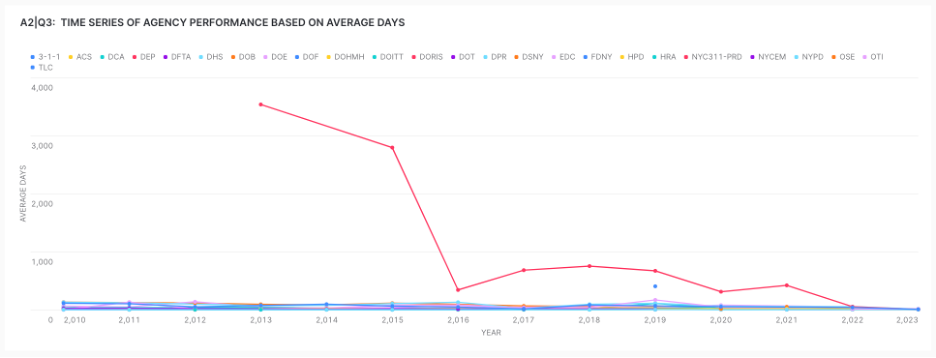 A2|Q3: TIME SERIES OF AGENCY PERFORMANCE BASED ON AVERAGE DAYS
3-1-1 ACS DCA DEP DFTA DHS DOB DOE DOF DOHMH DOITT DORIS DOT DPR DSNY EDC FDNY HPD HRA NYC311-PRD NYCEM NYPD OSE OTI
TLC
4,000
3,000
2,000
1,000
0
AVERAGE DAYS
2,010 2,011 2,012 2,013 2,014 2,015 2,016 2,017 2,018 2,019 2,020 2,021 2,022 2,023
YEAR